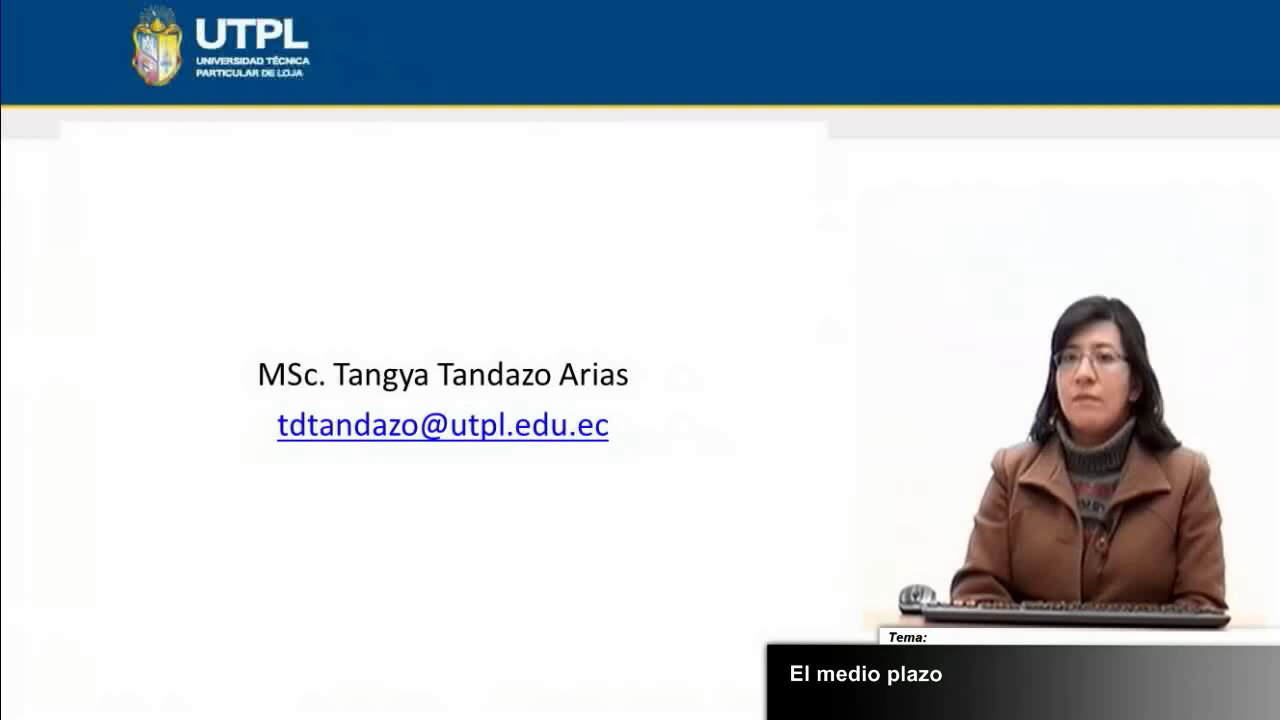 UTPL
UNIVERSIDAD TÉCNICA
PARTICULAR DE LOJA
MSc. Tangya Tandazo Arias
tdtandazo@utpl.edu.ec
Tema:
El medio plazo